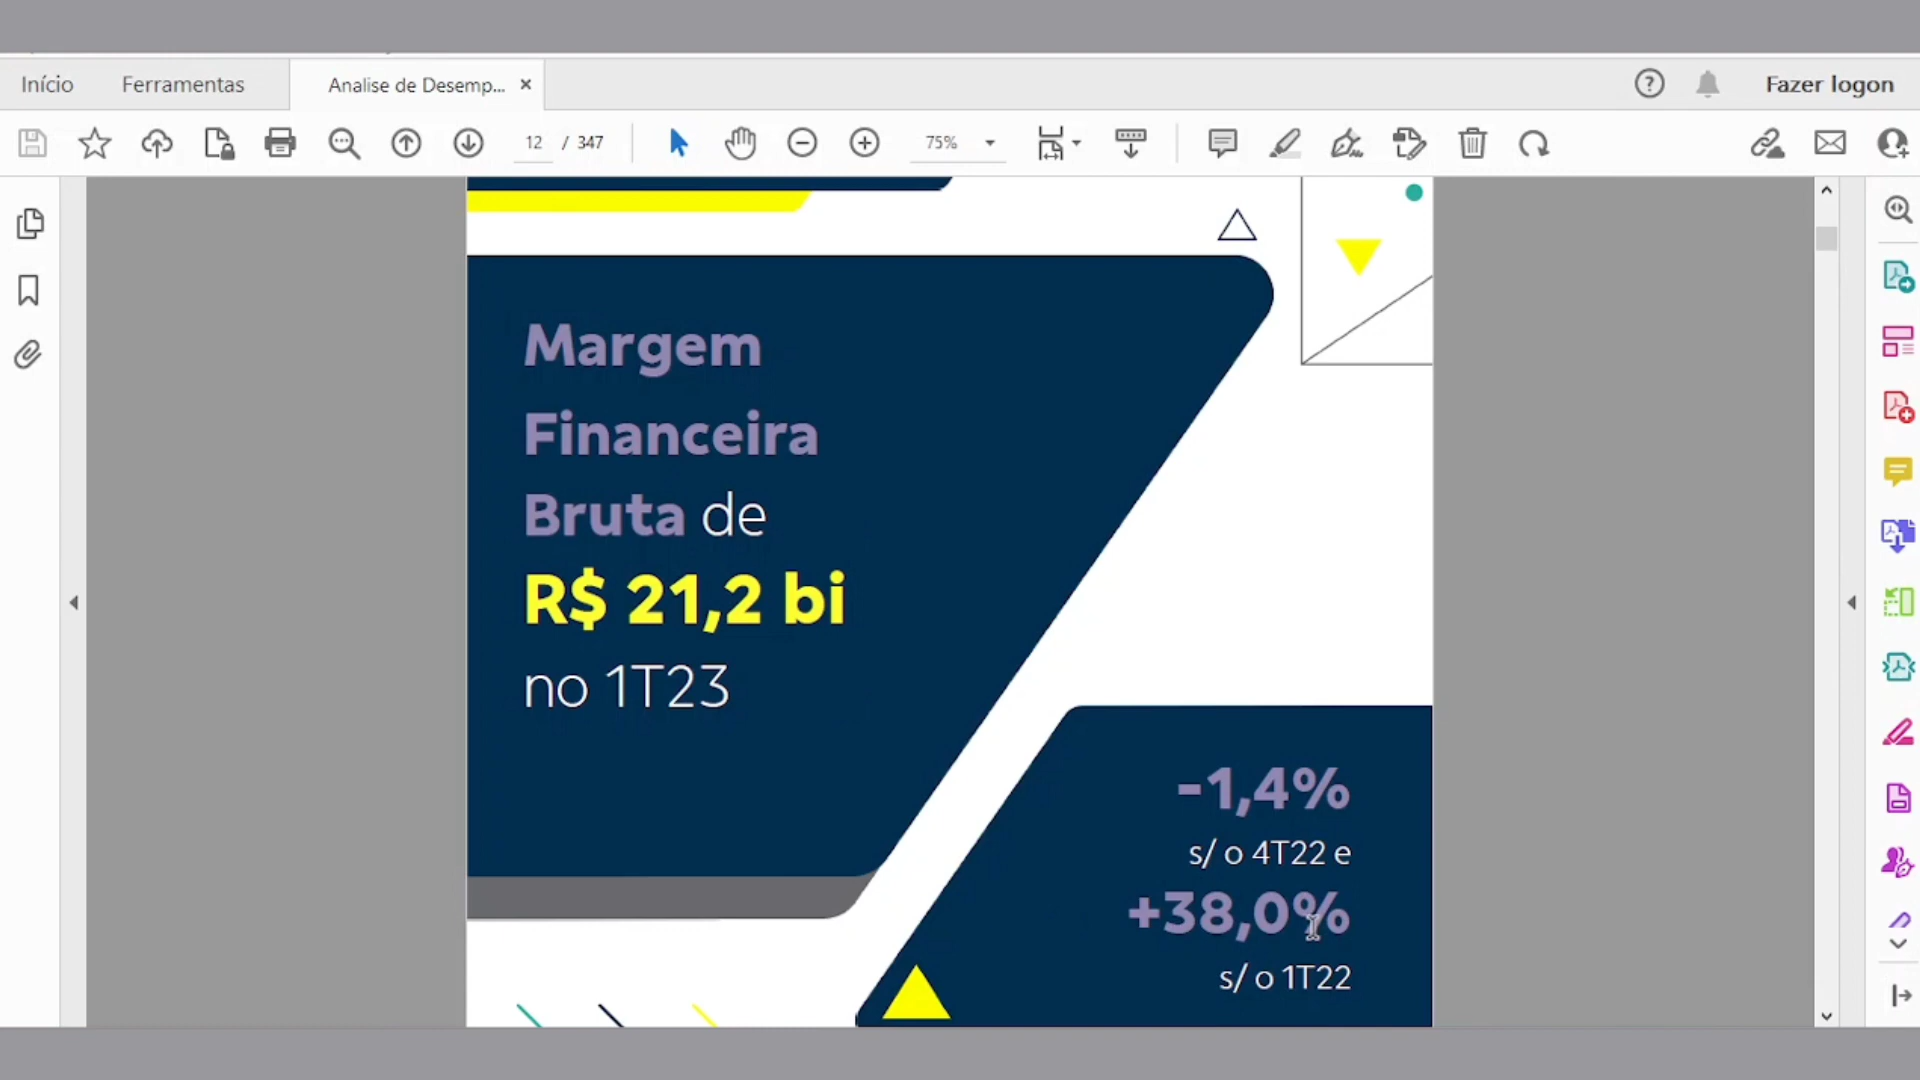 Início Ferramentas Analise de Desemp... × Fazer logon
12 / 347 75%
Margem
Financeira
Bruta de
R$ 21,2 bi
no 1T23
-1,4%
s/ o 4T22 e
+38,0%
s/ o 1T22